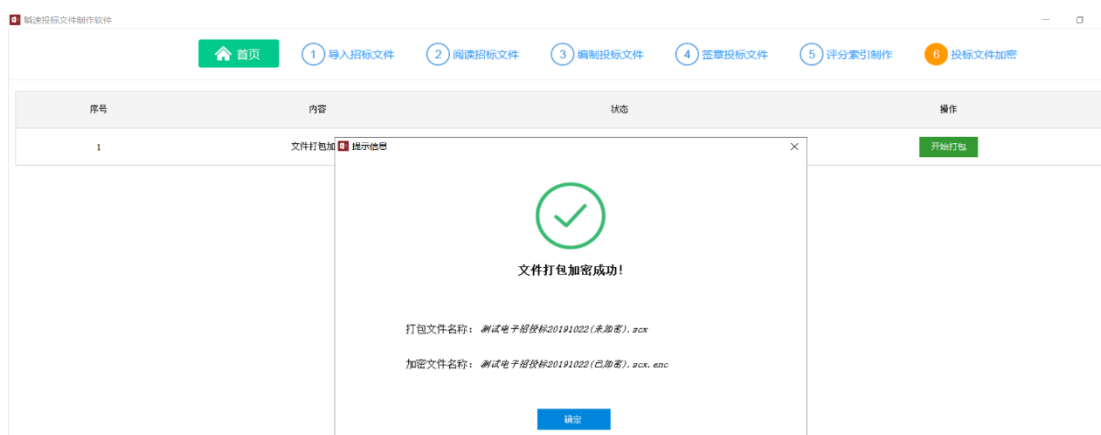 瞬速投标文件制作软件
首页 1 导入招标文件 2 阅读招标文件 3 编制投标文件 4 签章投标文件 5 评分索引制作 6 投标文件加密
序号 内容 状态 操作
1 文件打包加 开始打包
提示信息
文件打包加密成功!
打包文件名称: 测试电子招投标20191022(未加密).scx
加密文件名称: 测试电子招投标20191022(已加密).scx.enc
确定